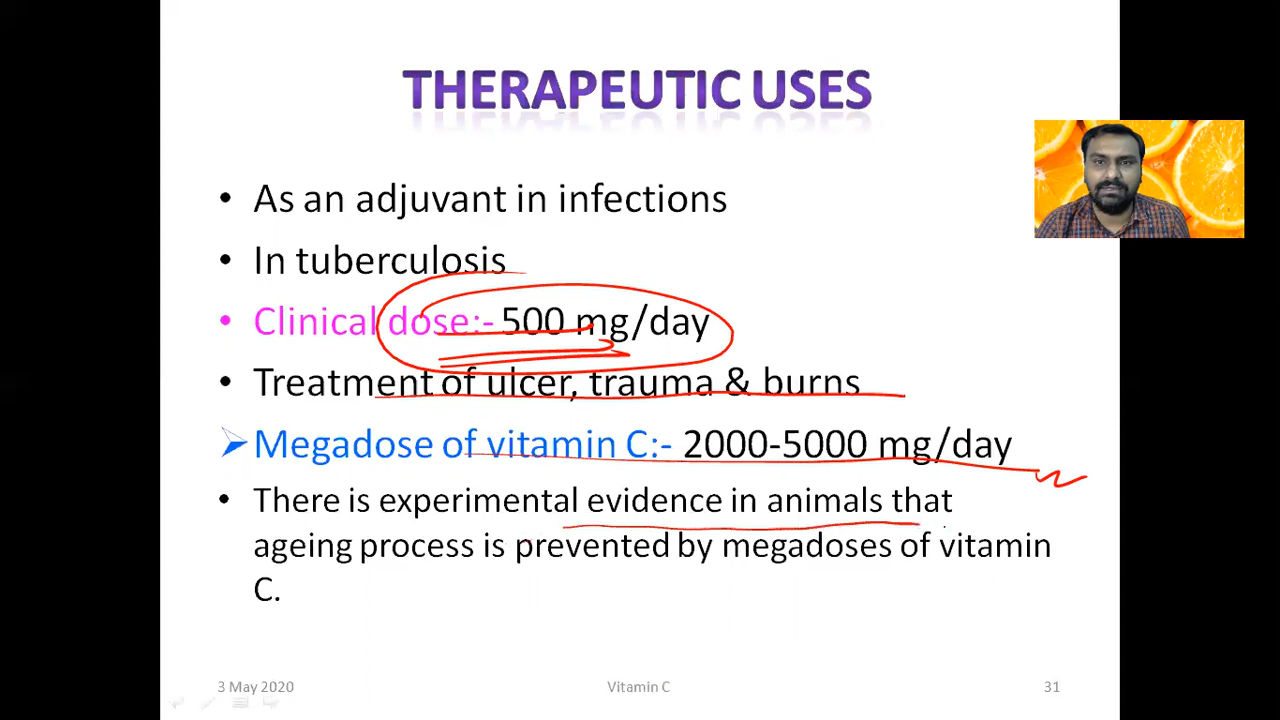 THERAPEUTIC USES
• As an adjuvant in infections
• In tuberculosis
• Clinical dose:- 500 mg/day
• Treatment of ulcer, trauma & burns
➢ Megadose of vitamin C:- 2000-5000 mg/day
• There is experimental evidence in animals that
ageing process is prevented by megadoses of vitamin
C.
3 May 2020
Vitamin C
31